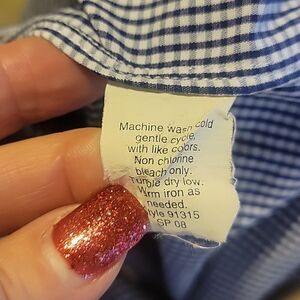 Machine wash cold
gentle cycle,
with like colors.
Non chlorine
bleach only.
Tumble dry low.
Warm iron as
needed.
Style 91315
SP 08